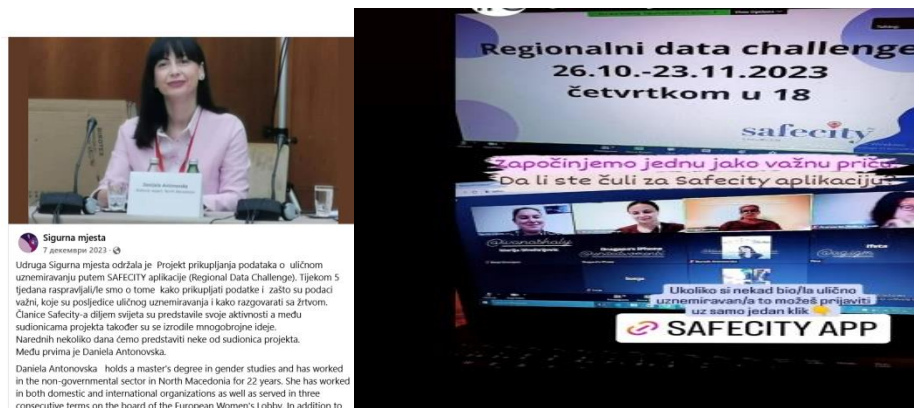 Daniela Antonovska
Sigurna mjesta
7 декември 2023 ·
Udruga Sigurna mjesta održala je Projekt prikupljanja podataka o uličnom
uznemiravanju putem SAFECITY aplikacije (Regional Data Challenge). Tijekom 5
tjedana raspravljali/le smo o tome kako prikupljati podatke i zašto su podaci
važni, koje su posljedice uličnog uznemiravanja i kako razgovarati sa žrtvom.
Članice Safecity-a diljem svijeta su predstavile svoje aktivnosti a među
sudionicama projekta također su se izrodile mnogobrojne ideje.
Narednih nekoliko dana ćemo predstaviti neke od sudionica projekta.
Među prvima je Daniela Antonovska.
Daniela Antonovska holds a master's degree in gender studies and has worked
in the non-governmental sector in North Macedonia for 22 years. She has worked
in both domestic and international organizations as well as served in three
consecutive terms on the board of the European Women's Lobby. In addition to
Regionalni data challenge
26.10.-23.11.2023
četvrtkom u 18
safecity
Započinjemo jednu jako važnu priču
Da li ste čuli za Safecity aplikaciju?
Ukoliko si nekad bio/la ulično
uznemiravan/a to možeš prijaviti
uz samo jedan klik
SAFECITY APP